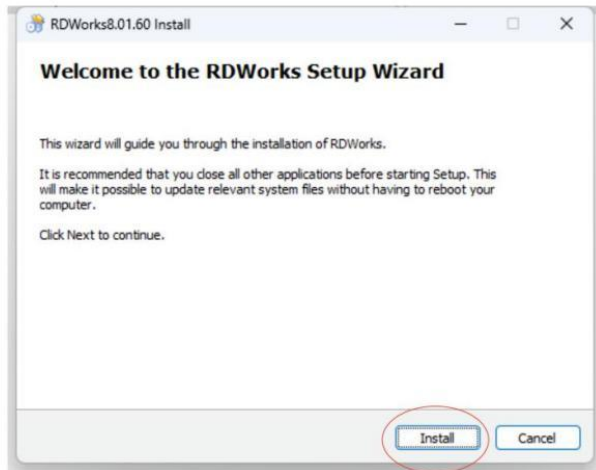 RDWorks8.01.60 Install
Welcome to the RDWorks Setup Wizard
This wizard will guide you through the installation of RDWorks.
It is recommended that you close all other applications before starting Setup. This
will make it possible to update relevant system files without having to reboot your
computer.
Click Next to continue.
Install
Cancel